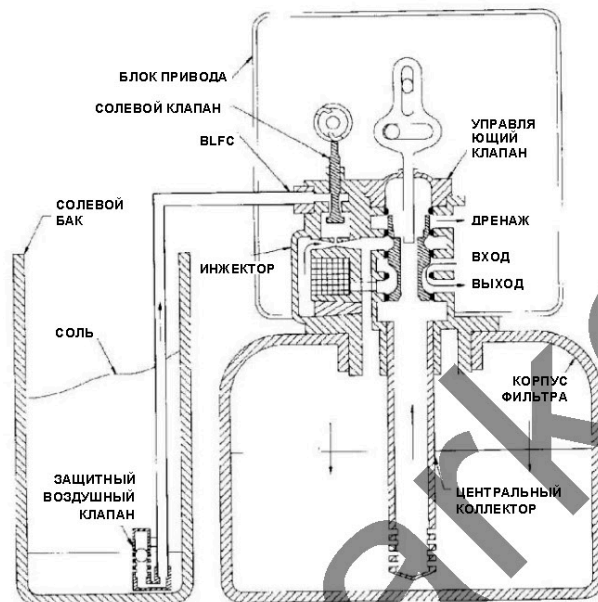 БЛОК ПРИВОДА
СОЛЕВОЙ КЛАПАН
BLFC
УПРАВЛЯ
ЮЩИЙ
КЛАПАН
СОЛЕВОЙ
БАК
ДРЕНАЖ
ВХОД
ИНЖЕКТОР
ВЫХОД
СОЛЬ
КОРПУС
ФИЛЬТРА
ЗАЩИТНЫЙ
ВОЗДУШНЫЙ
КЛАПАН
ЦЕНТРАЛЬНЫЙ
КОЛЛЕКТОР